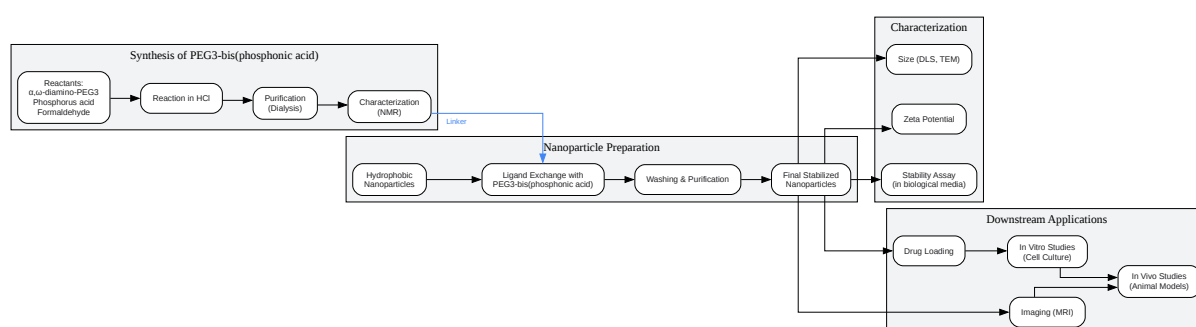 Synthesis of PEG3-bis(phosphonic acid)
Reactants:
α,ω-diamino-PEG3
Phosphorus acid
Formaldehyde
Reaction in HCl
Purification
(Dialysis)
Characterization
(NMR)
Linker
Nanoparticle Preparation
Hydrophobic
Nanoparticles
Ligand Exchange with
PEG3-bis(phosphonic acid)
Washing & Purification
Final Stabilized
Nanoparticles
Characterization
Size (DLS, TEM)
Zeta Potential
Stability Assay
(in biological media)
Downstream Applications
Drug Loading
In Vitro Studies
(Cell Culture)
In Vivo Studies
(Animal Models)
Imaging (MRI)